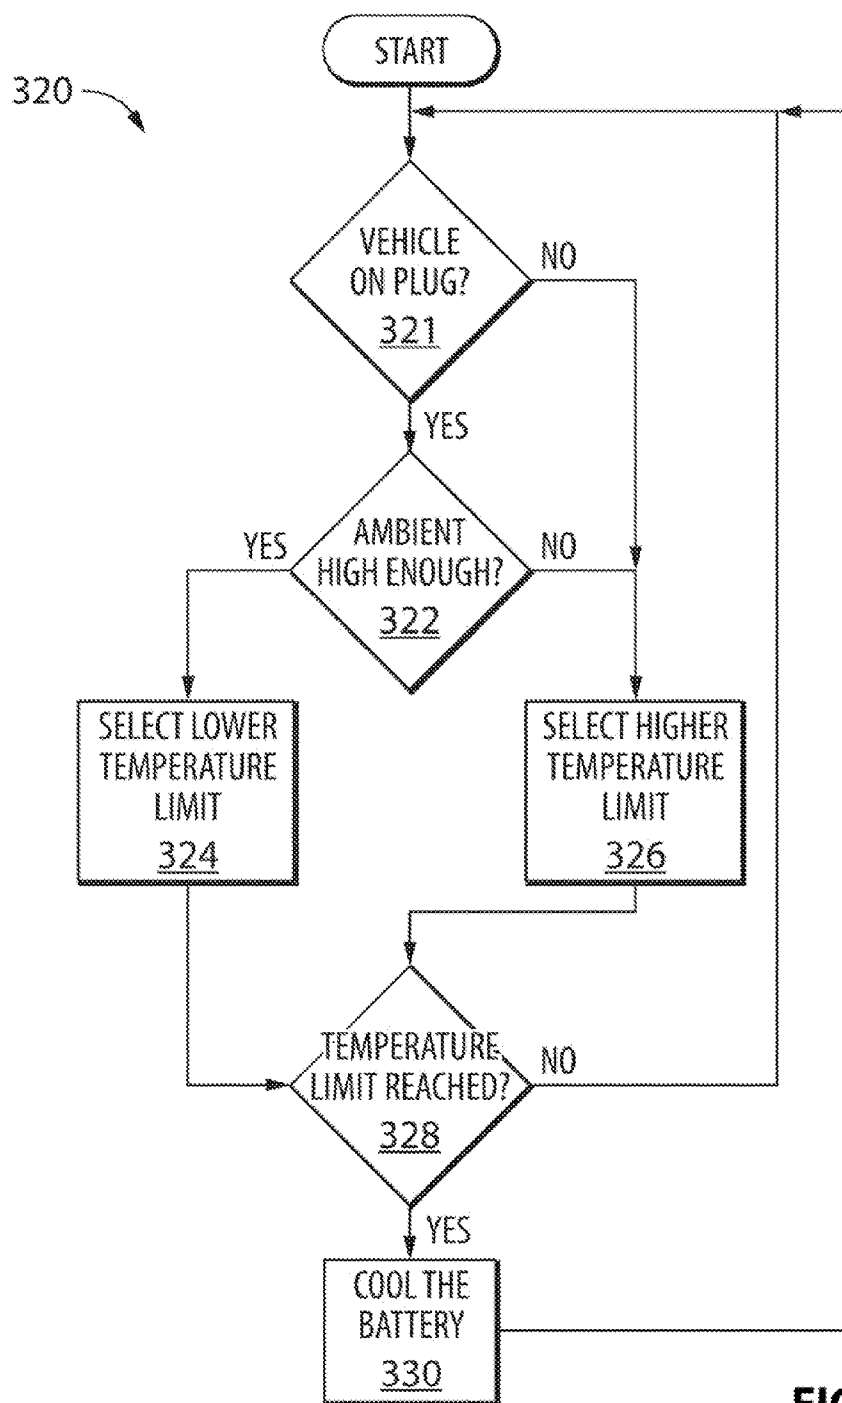 START
320
VEHICLE
ON PLUG?
321
NO
YES
AMBIENT
HIGH ENOUGH?
322
YES
NO
SELECT LOWER
TEMPERATURE
LIMIT
324
SELECT HIGHER
TEMPERATURE
LIMIT
326
TEMPERATURE
LIMIT REACHED?
328
NO
YES
COOL THE
BATTERY
330